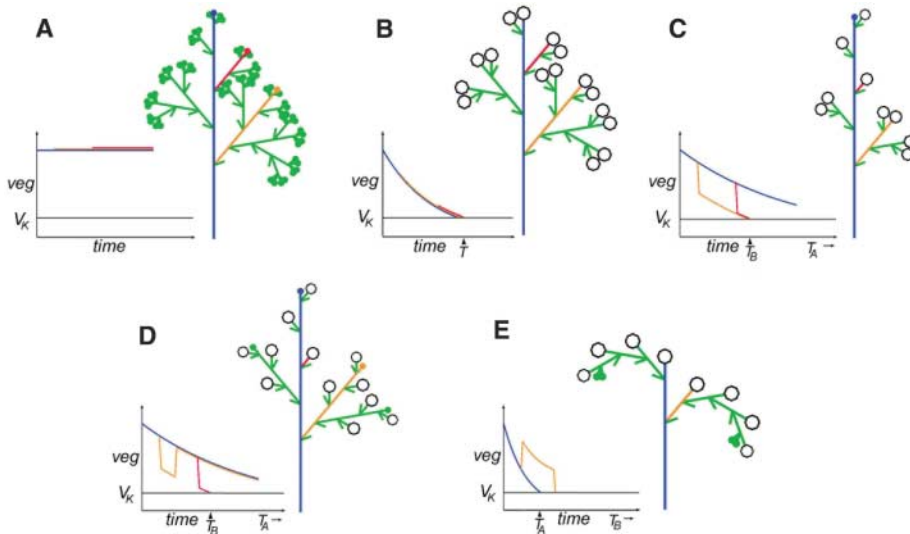 A
veg
V_K
time
B
veg
V_K
time T
C
veg
V_K
time T_B T_A →
D
veg
V_K
time T_B T_A →
E
veg
V_K
T_A time T_B →